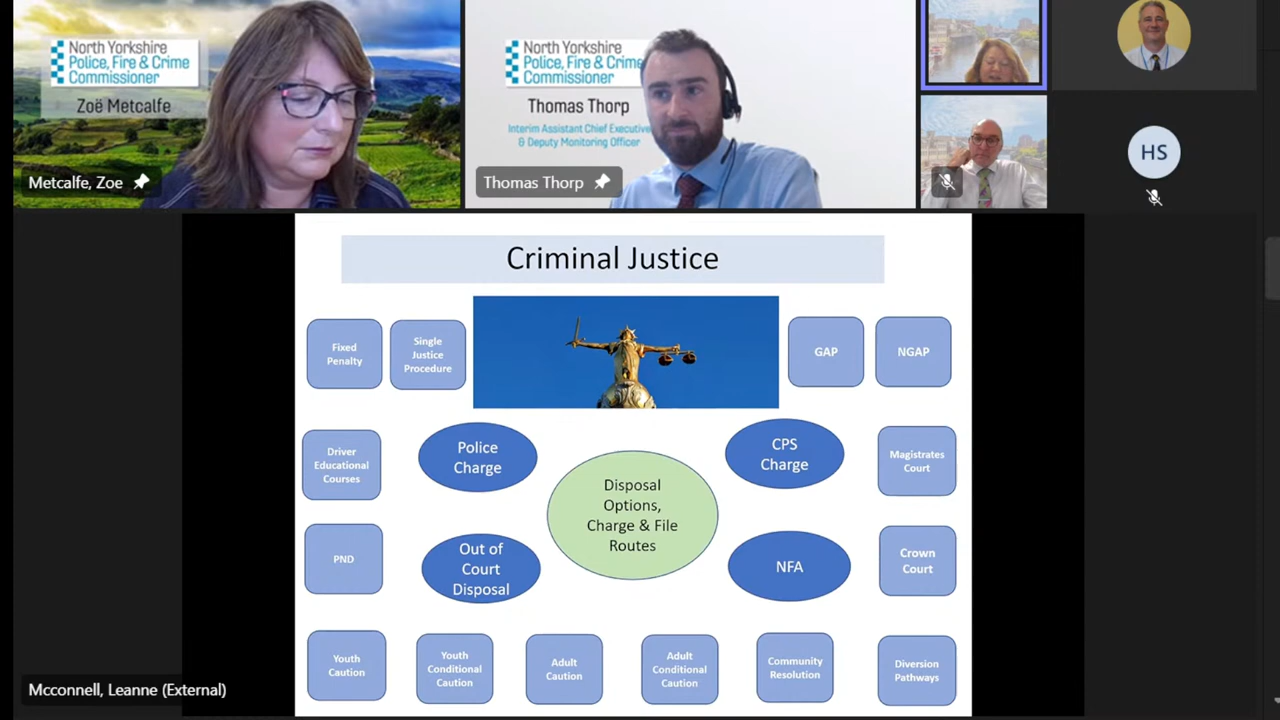 North Yorkshire
Police, Fire & Crime
Commissioner
Zoë Metcalfe
Metcalfe, Zoe
North Yorkshire
Police, Fire & Crime
Commissioner
Thomas Thorp
Interim Assistant Chief Executive
& Deputy Monitoring Officer
Thomas Thorp
HS
Criminal Justice
Fixed
Penalty
Single
Justice
Procedure
GAP
NGAP
Driver
Educational
Courses
Police
Charge
CPS
Charge
Magistrates
Court
Disposal
Options,
Charge & File
Routes
PND
Out of
Court
Disposal
NFA
Crown
Court
Youth
Caution
Youth
Conditional
Caution
Adult
Caution
Adult
Conditional
Caution
Community
Resolution
Diversion
Pathways
Mcconnell, Leanne (External)